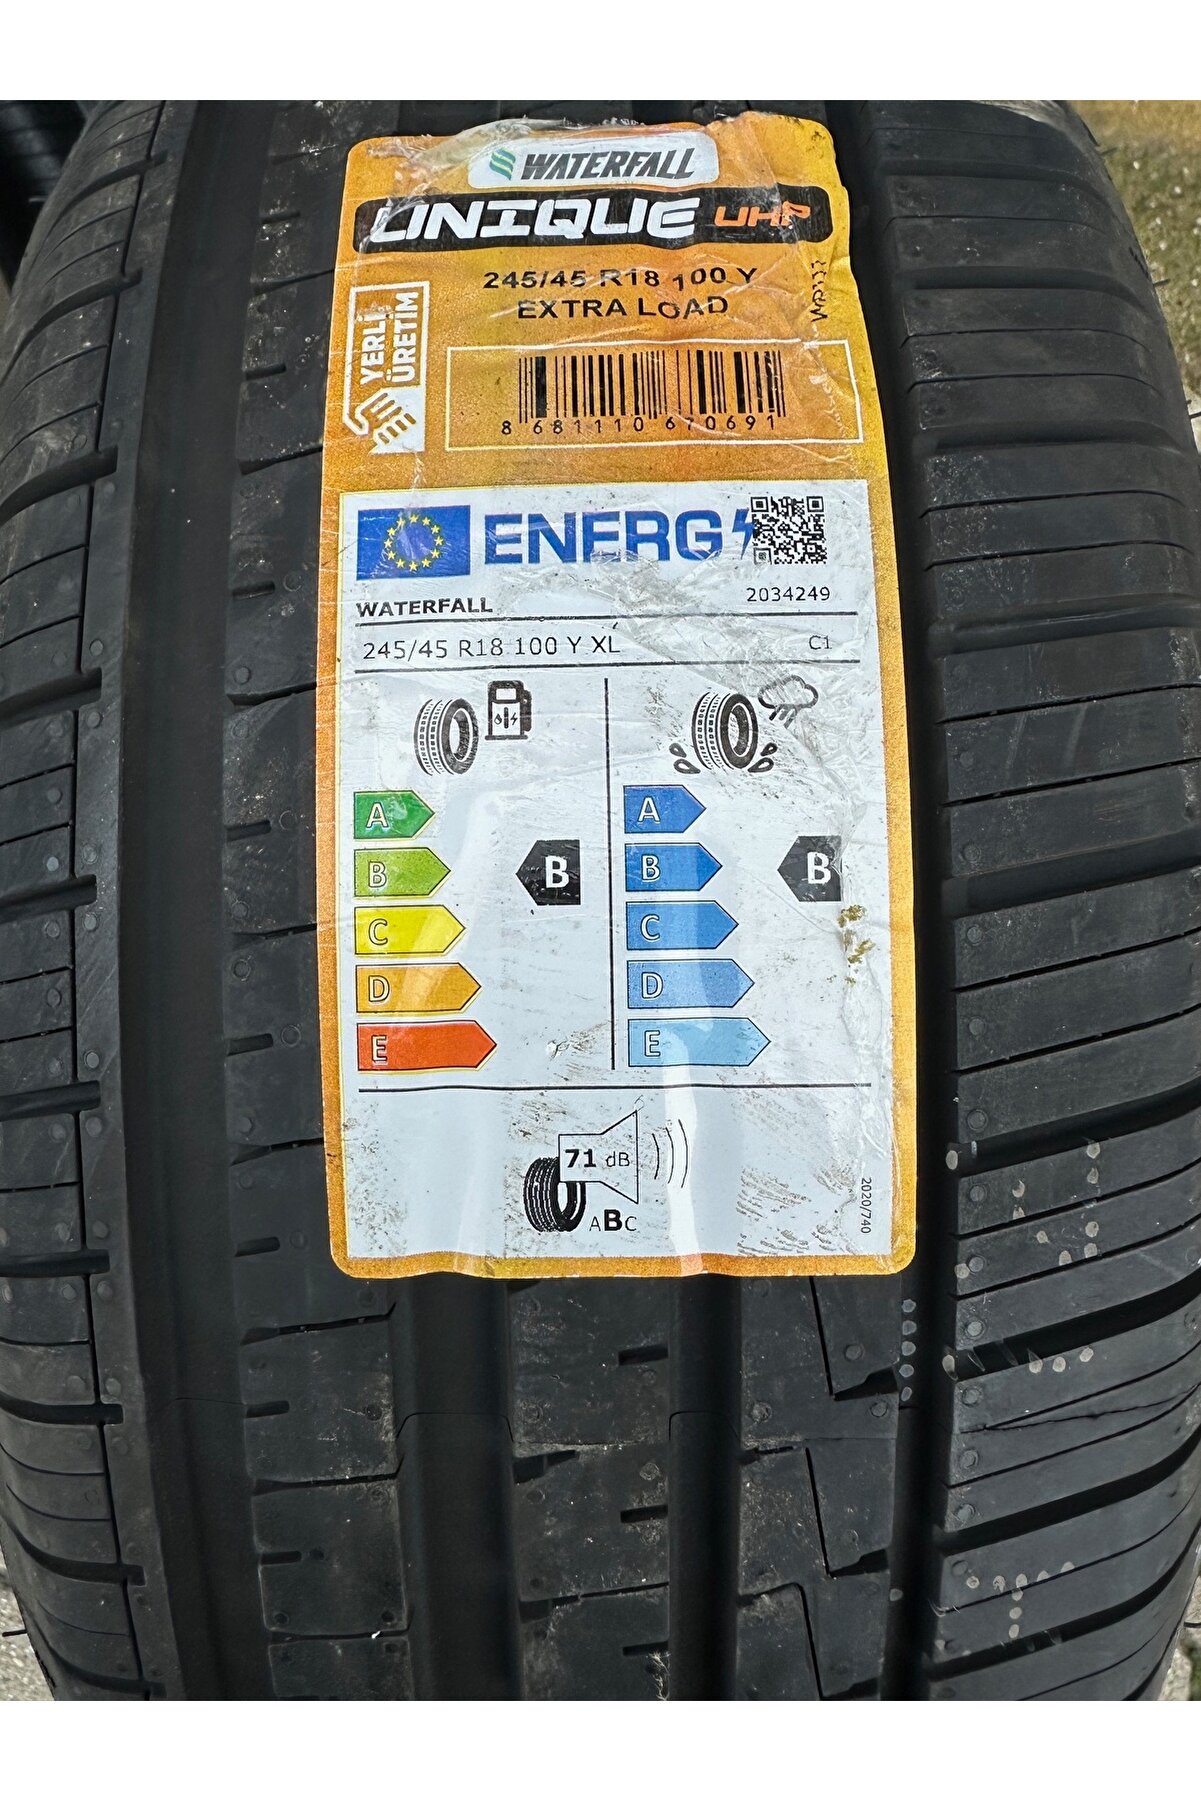 WATERFALL
UNIQUE UHP
245/45 R18 100 Y
EXTRA LOAD
YERLİ
ÜRETİM
8 681110 670691
ENERG
2034249
WATERFALL
245/45 R18 100 Y XL C1
A A
B B B B
C C
D D
E E
71 dB
ABC
2020/740